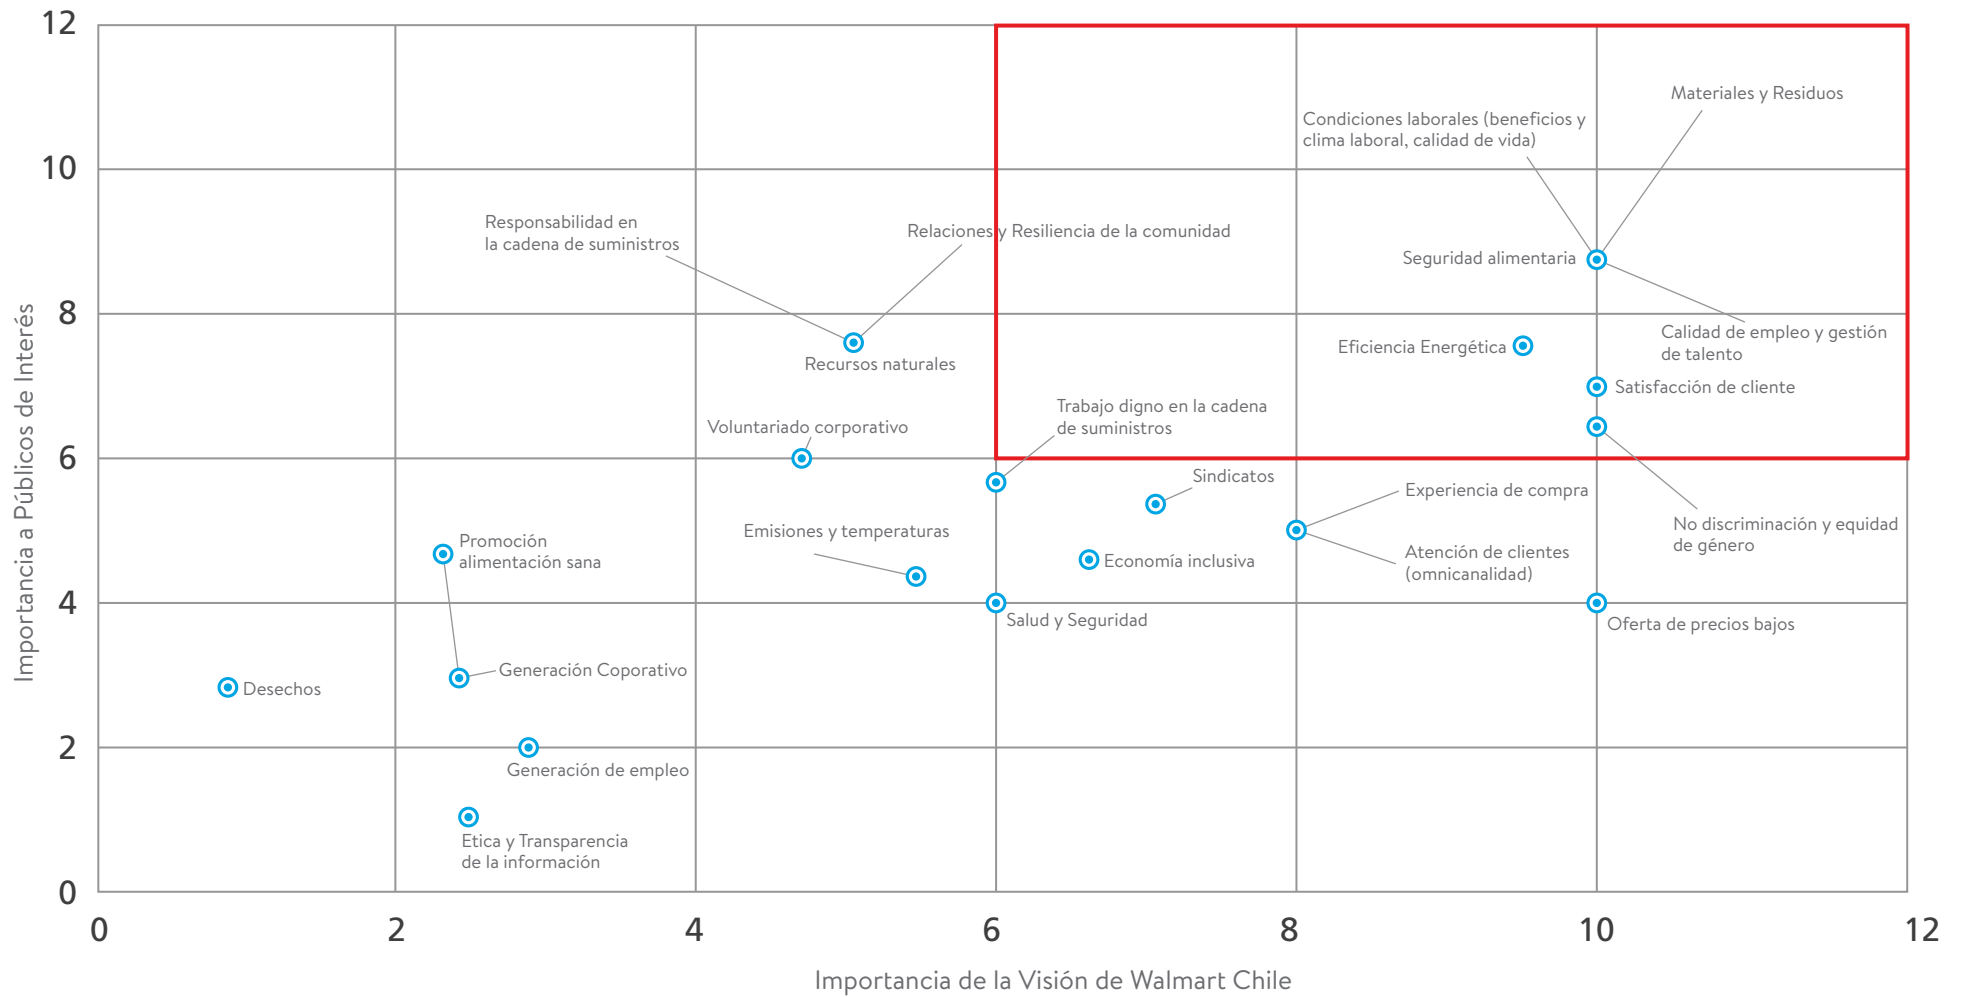 12
10
8
6
4
2
0
Importancia a Públicos de Interés
Condiciones laborales (beneficios y
clima laboral, calidad de vida)
Materiales y Residuos
Responsabilidad en
la cadena de suministros
Relaciones y Resiliencia de la comunidad
Seguridad alimentaria
Recursos naturales
Eficiencia Energética
Calidad de empleo y gestión
de talento
Satisfacción de cliente
Voluntariado corporativo
Trabajo digno en la cadena
de suministros
Sindicatos
Experiencia de compra
No discriminación y equidad
de género
Emisiones y temperaturas
Promoción
alimentación sana
Economía inclusiva
Atención de clientes
(omnicanalidad)
Salud y Seguridad
Oferta de precios bajos
Generación Coporativo
Desechos
Generación de empleo
Etica y Transparencia
de la información
0 2 4 6 8 10 12
Importancia de la Visión de Walmart Chile